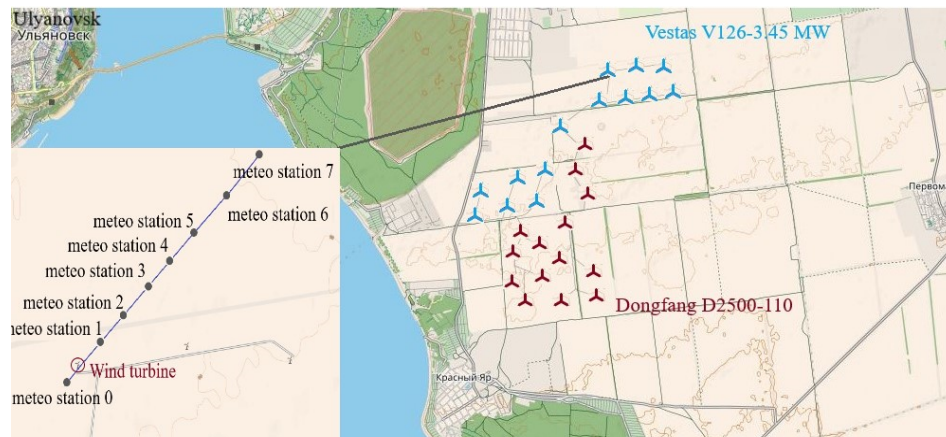 Ulyanovsk
Ульяновск
Vestas V126-3.45 MW
meteo station 7
meteo station 6
meteo station 5
meteo station 4
meteo station 3
meteo station 2
meteo station 1
Wind turbine
meteo station 0
Dongfang D2500-110
Первома
Красный Яр